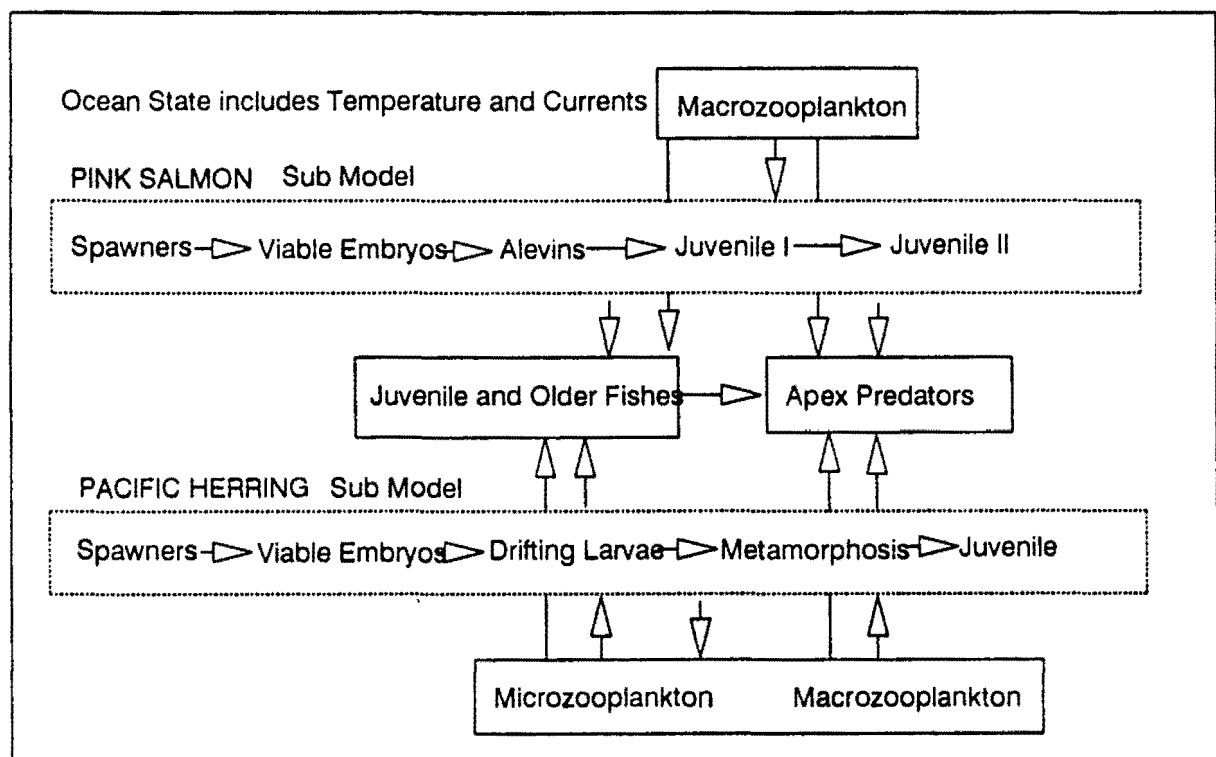 Ocean State includes Temperature and Currents
Macrozooplankton
PINK SALMON Sub Model
Spawners Viable Embryos Alevins Juvenile I Juvenile II
Juvenile and Older Fishes Apex Predators
PACIFIC HERRING Sub Model
Spawners Viable Embryos Drifting Larvae Metamorphosis Juvenile
Microzooplankton Macrozooplankton